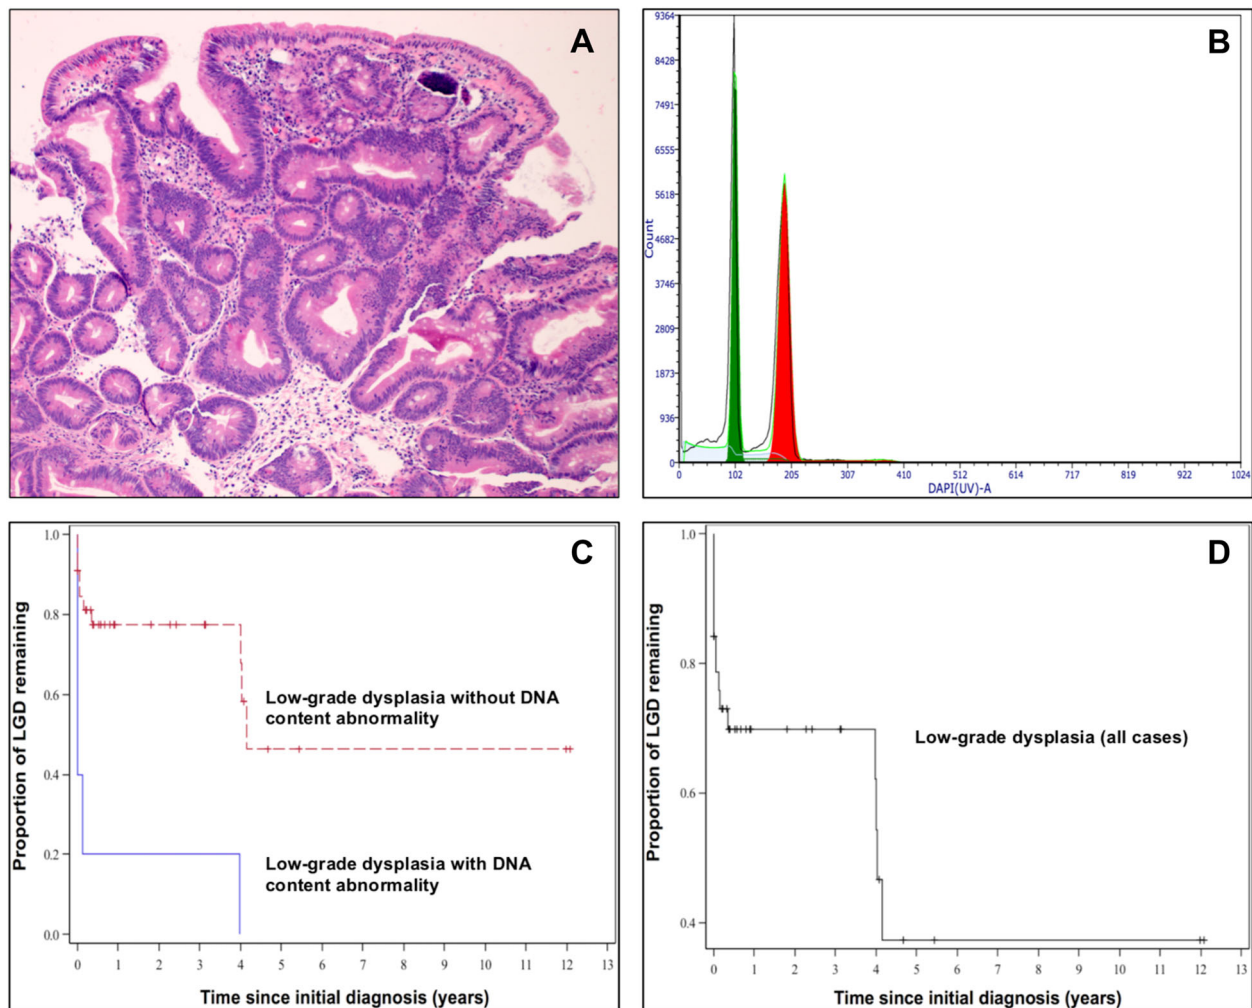 A
B
9364
8428
7491
6555
5618
4682
3746
2809
1873
936
0
Count
0 102 205 307 410 512 614 717 819 922 1024
DAPI(UV)-A
C
1.0
0.8
0.6
0.4
0.2
0.0
Proportion of LGD remaining
Low-grade dysplasia without DNA
content abnormality
Low-grade dysplasia with DNA
content abnormality
0 1 2 3 4 5 6 7 8 9 10 11 12 13
Time since initial diagnosis (years)
D
1.0
0.8
0.6
0.4
Proportion of LGD remaining
Low-grade dysplasia (all cases)
0 1 2 3 4 5 6 7 8 9 10 11 12 13
Time since initial diagnosis (years)